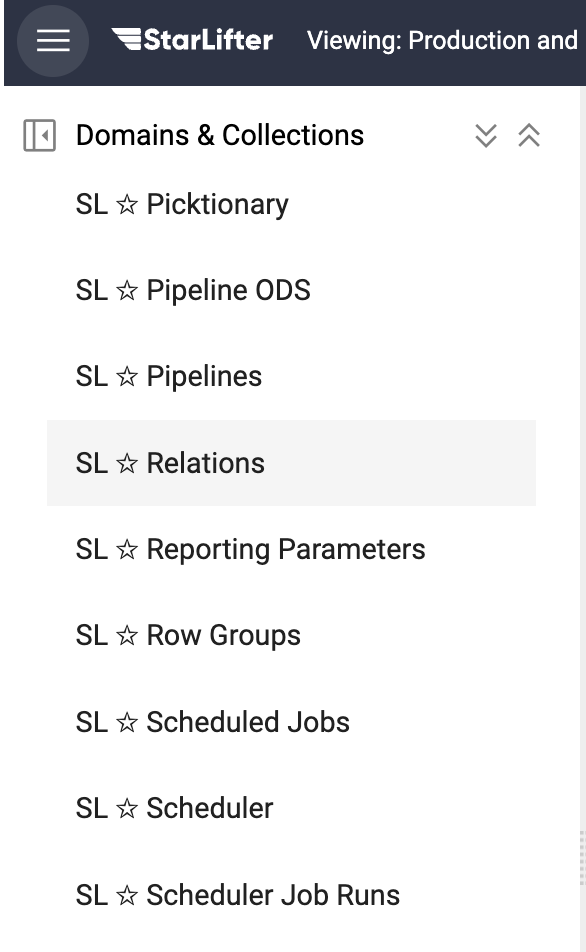 StarLifter Viewing: Production and
Domains & Collections
SL ☆ Picktionary
SL ☆ Pipeline ODS
SL ☆ Pipelines
SL ☆ Relations
SL ☆ Reporting Parameters
SL ☆ Row Groups
SL ☆ Scheduled Jobs
SL ☆ Scheduler
SL ☆ Scheduler Job Runs